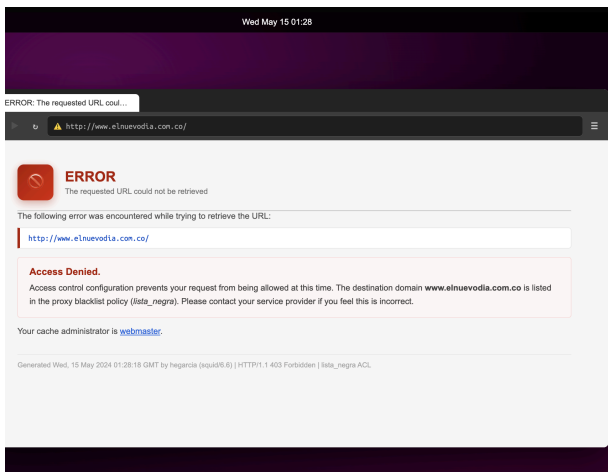 Wed May 15 01:28
ERROR: The requested URL coul...
http://www.elnuevodia.com.co/
ERROR
The requested URL could not be retrieved
The following error was encountered while trying to retrieve the URL:
http://www.elnuevodia.com.co/
Access Denied.
Access control configuration prevents your request from being allowed at this time. The destination domain www.elnuevodia.com.co is listed
in the proxy blacklist policy (lista_negra). Please contact your service provider if you feel this is incorrect.
Your cache administrator is webmaster.
Generated Wed, 15 May 2024 01:28:18 GMT by hegarcia (squid/6.6) | HTTP/1.1 403 Forbidden | lista_negra ACL